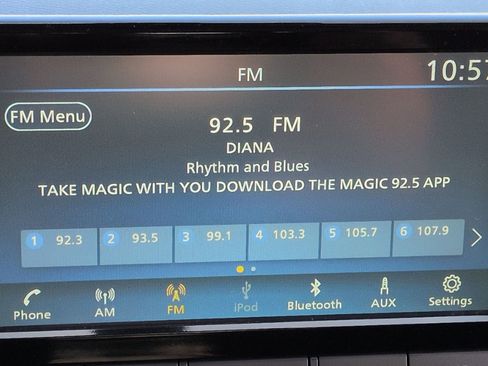 FM 10:57
FM Menu
92.5 FM
DIANA
Rhythm and Blues
TAKE MAGIC WITH YOU DOWNLOAD THE MAGIC 92.5 APP
1 92.3 2 93.5 3 99.1 4 103.3 5 105.7 6 107.9
Phone AM FM iPod Bluetooth AUX Settings